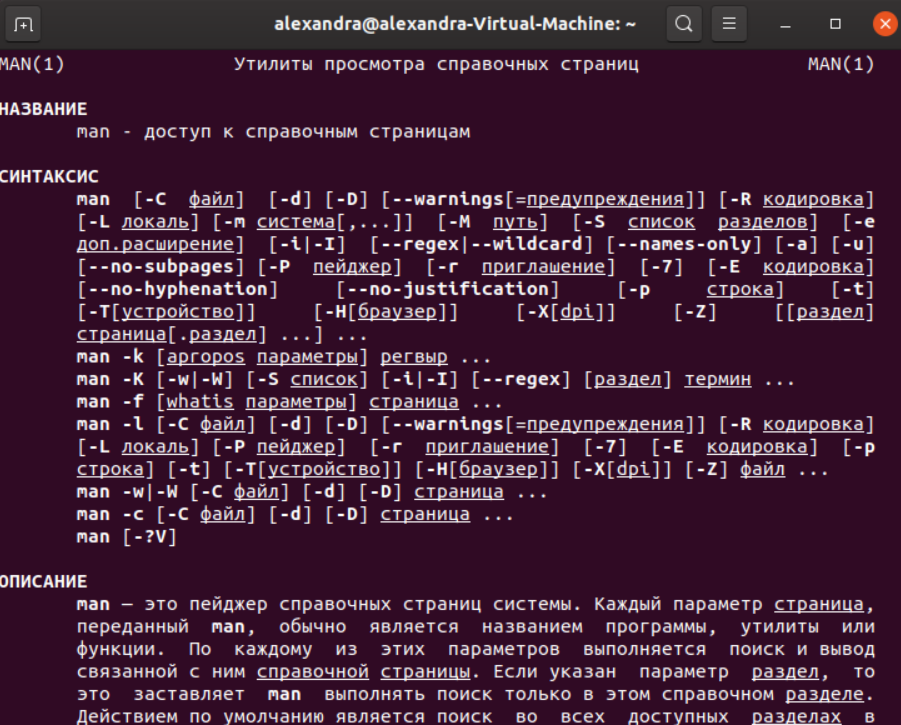 alexandra@alexandra-Virtual-Machine: ~
MAN(1) Утилиты просмотра справочных страниц MAN(1)
НАЗВАНИЕ
man - доступ к справочным страницам
СИНТАКСИС
man [-C файл] [-d] [-D] [--warnings[=предупреждения]] [-R кодировка]
[-L локаль] [-m система[,...]] [-M путь] [-S список разделов] [-e
доп.расширение] [-i|-I] [--regex|--wildcard] [--names-only] [-a] [-u]
[--no-subpages] [-P пейджер] [-r приглашение] [-7] [-E кодировка]
[--no-hyphenation] [--no-justification] [-p строка] [-t]
[-T[устройство]] [-H[браузер]] [-X[dpi]] [-Z] [[раздел]
страница[.раздел] ...] ...
man -k [apropos параметры] регвыр ...
man -K [-w|-W] [-S список] [-i|-I] [--regex] [раздел] термин ...
man -f [whatis параметры] страница ...
man -l [-C файл] [-d] [-D] [--warnings[=предупреждения]] [-R кодировка]
[-L локаль] [-P пейджер] [-r приглашение] [-7] [-E кодировка] [-p
строка] [-t] [-T[устройство]] [-H[браузер]] [-X[dpi]] [-Z] файл ...
man -w|-W [-C файл] [-d] [-D] страница ...
man -c [-C файл] [-d] [-D] страница ...
man [-?V]
ОПИСАНИЕ
man — это пейджер справочных страниц системы. Каждый параметр страница,
переданный man, обычно является названием программы, утилиты или
функции. По каждому из этих параметров выполняется поиск и вывод
связанной с ним справочной страницы. Если указан параметр раздел, то
это заставляет man выполнять поиск только в этом справочном разделе.
Действием по умолчанию является поиск во всех доступных разделах в